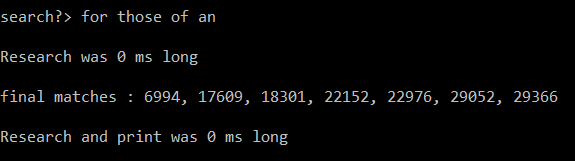 search?> for those of an
Research was 0 ms long
final matches : 6994, 17609, 18301, 22152, 22976, 29052, 29366
Research and print was 0 ms long